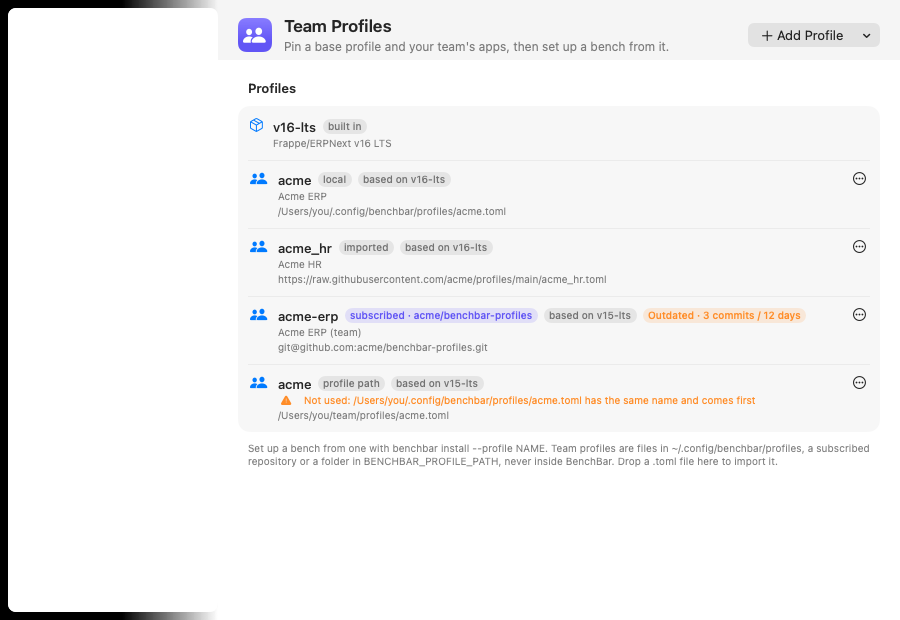 Team Profiles
Pin a base profile and your team's apps, then set up a bench from it.
+ Add Profile
Profiles
v16-lts built in
Frappe/ERPNext v16 LTS
acme local based on v16-lts
Acme ERP
/Users/you/.config/benchbar/profiles/acme.toml
acme_hr imported based on v16-lts
Acme HR
https://raw.githubusercontent.com/acme/profiles/main/acme_hr.toml
acme-erp subscribed · acme/benchbar-profiles based on v15-lts Outdated · 3 commits / 12 days
Acme ERP (team)
git@github.com:acme/benchbar-profiles.git
acme profile path based on v15-lts
Not used: /Users/you/.config/benchbar/profiles/acme.toml has the same name and comes first
/Users/you/team/profiles/acme.toml
Set up a bench from one with benchbar install --profile NAME. Team profiles are files in ~/.config/benchbar/profiles, a subscribed
repository or a folder in BENCHBAR_PROFILE_PATH, never inside BenchBar. Drop a .toml file here to import it.